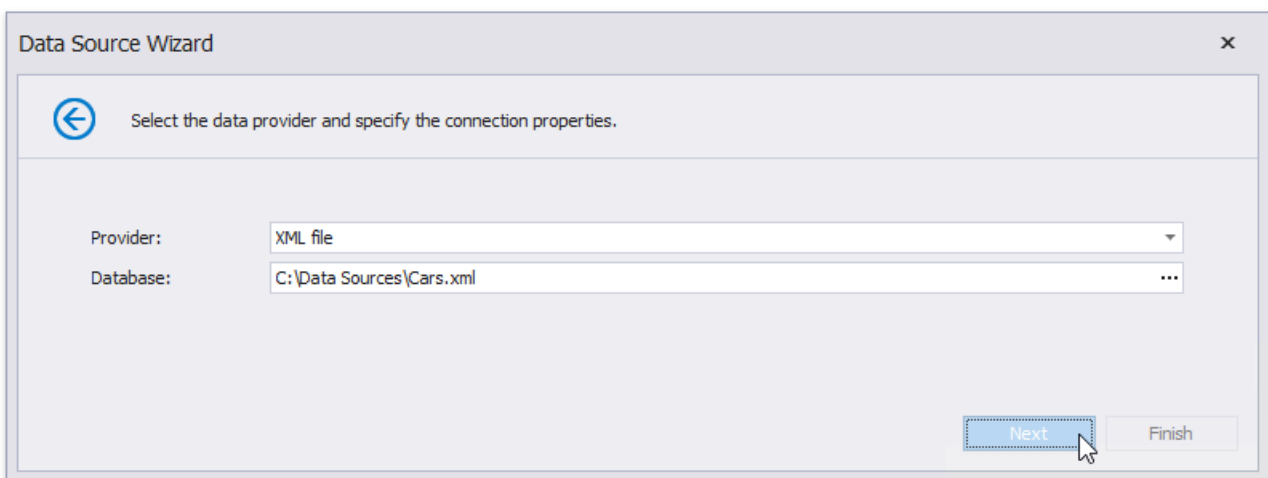 Data Source Wizard
Select the data provider and specify the connection properties.
Provider: XML file
Database: C:\Data Sources\Cars.xml
Next Finish